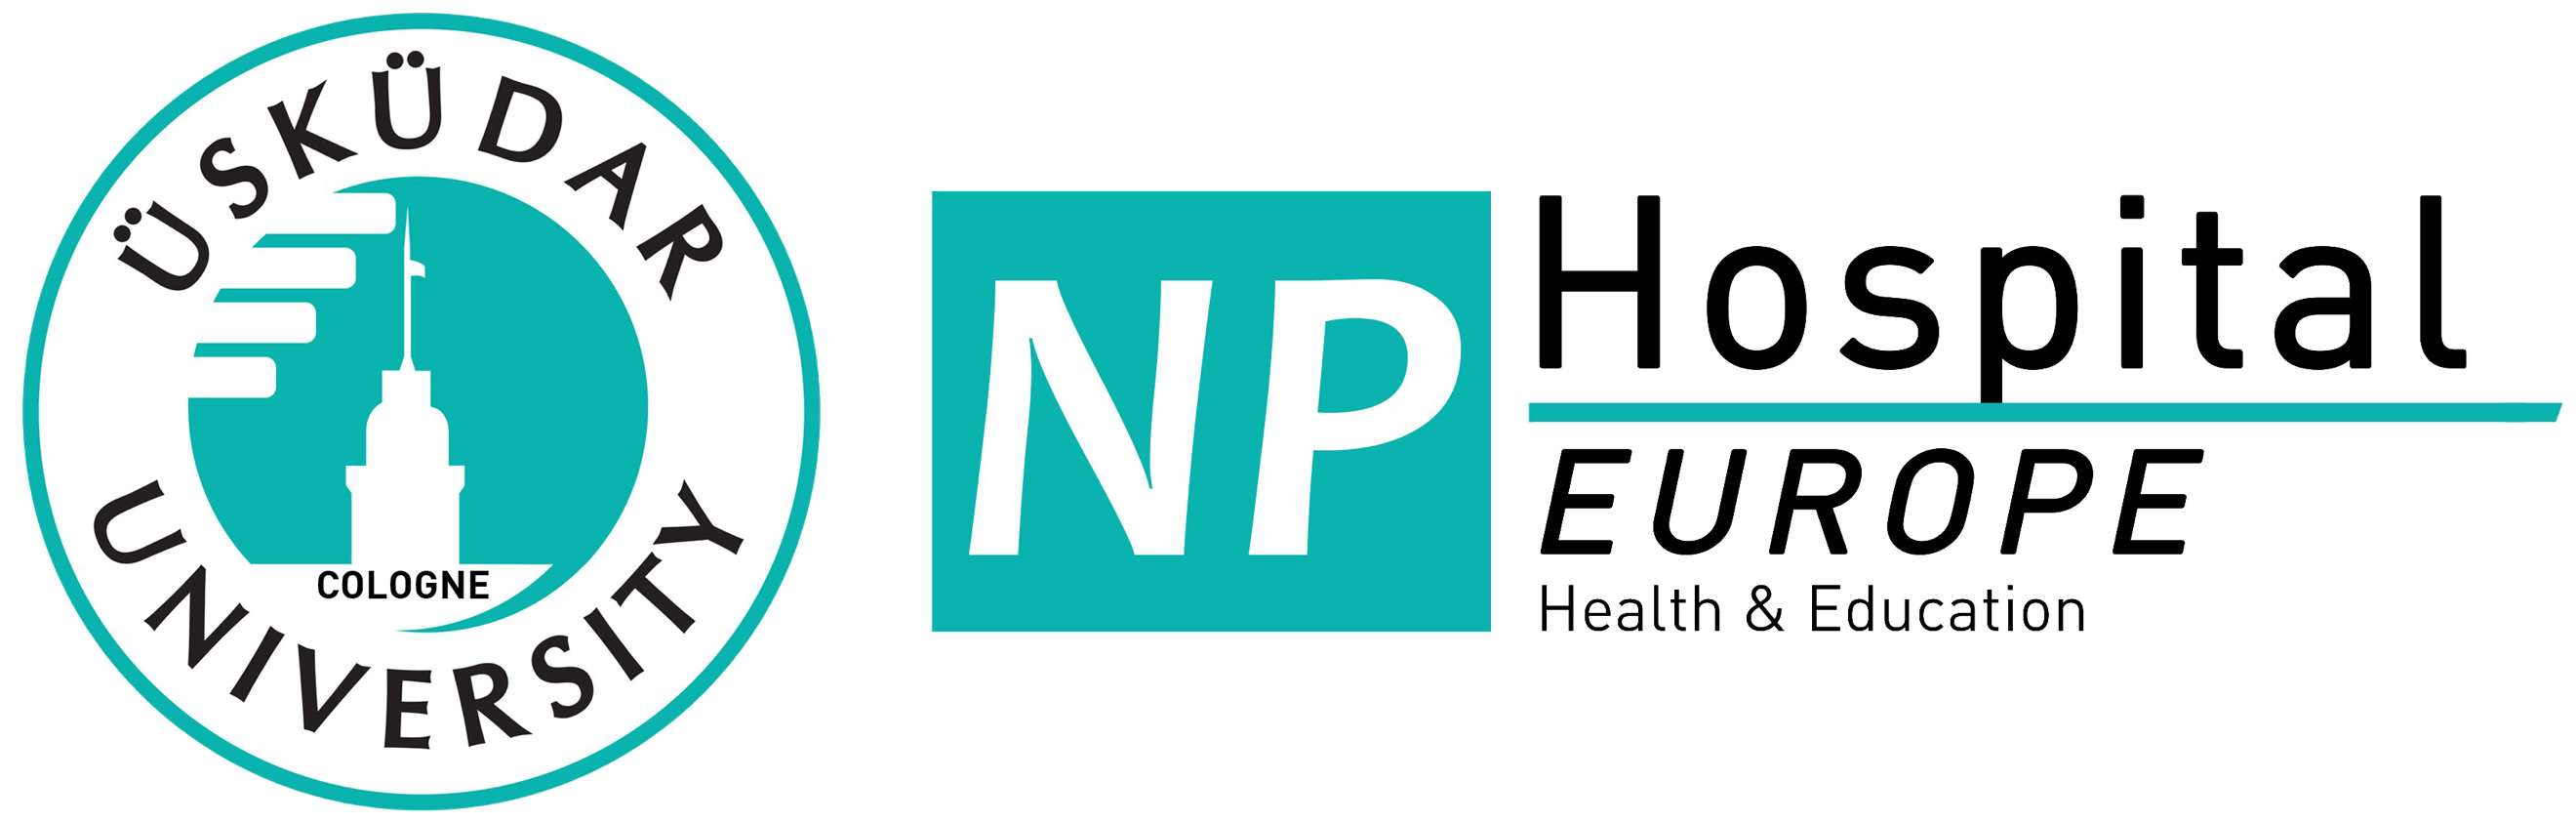 ÜSKÜDAR
UNIVERSITY
COLOGNE
NP
Hospital
EUROPE
Health & Education